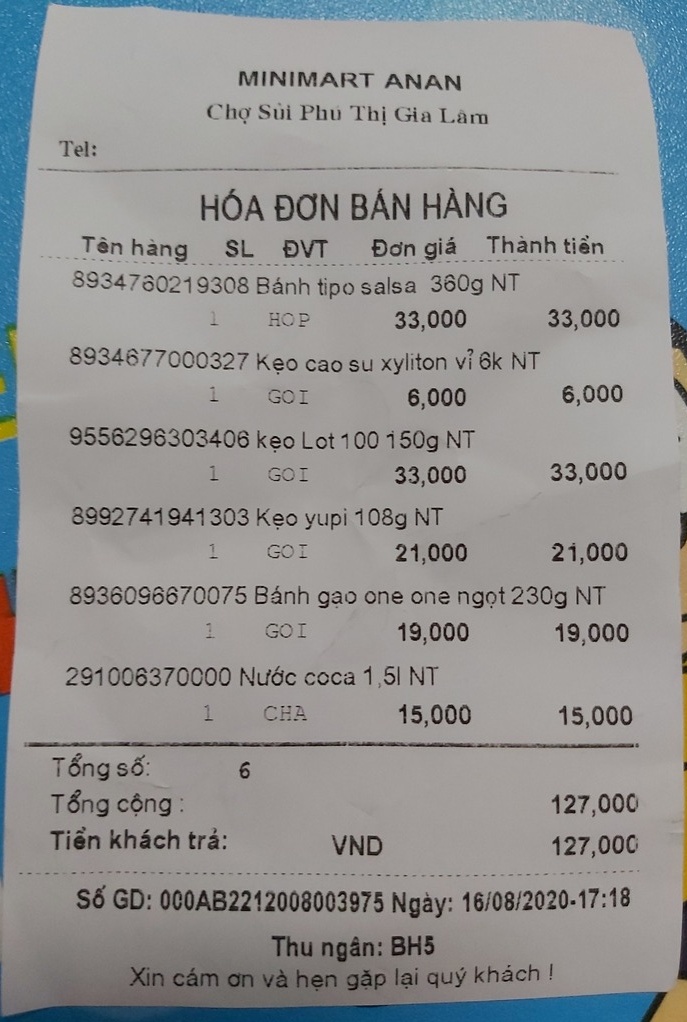 MINIMART ANAN
Chợ Sủi Phú Thị Gia Lâm
Tel:
HÓA ĐƠN BÁN HÀNG
Tên hàng SL ĐVT Đơn giá Thành tiền
8934760219308 Bánh tipo salsa 360g NT
1 HOP 33,000 33,000
8934677000327 Kẹo cao su xyliton vỉ 6k NT
1 GOI 6,000 6,000
9556296303406 kẹo Lot 100 150g NT
1 GOI 33,000 33,000
8992741941303 Kẹo yupi 108g NT
1 GOI 21,000 21,000
8936096670075 Bánh gạo one one ngọt 230g NT
1 GOI 19,000 19,000
291006370000 Nước coca 1,5l NT
1 CHA 15,000 15,000
Tổng số: 6
Tổng cộng : 127,000
Tiền khách trả: VND 127,000
Số GD: 000AB2212008003975 Ngày: 16/08/2020-17:18
Thu ngân: BH5
Xin cám ơn và hẹn gặp lại quý khách !